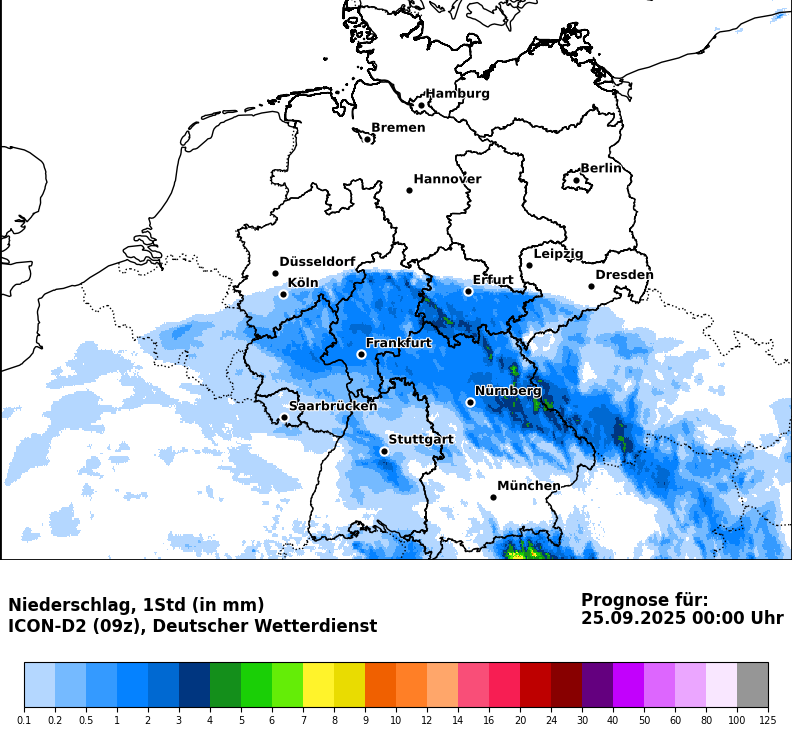 Hamburg
Bremen
Berlin
Hannover
Leipzig
Düsseldorf
Dresden
Köln
Erfurt
Frankfurt
Nürnberg
Saarbrücken
Stuttgart
München
Niederschlag, 1Std (in mm)
ICON-D2 (09z), Deutscher Wetterdienst
Prognose für:
25.09.2025 00:00 Uhr
0.1 0.2 0.5 1 2 3 4 5 6 7 8 9 10 12 14 16 20 24 30 40 50 60 80 100 125